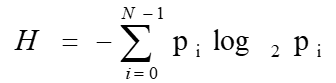 H = − ∑_{i=0}^{N−1} p_i log_2 p_i